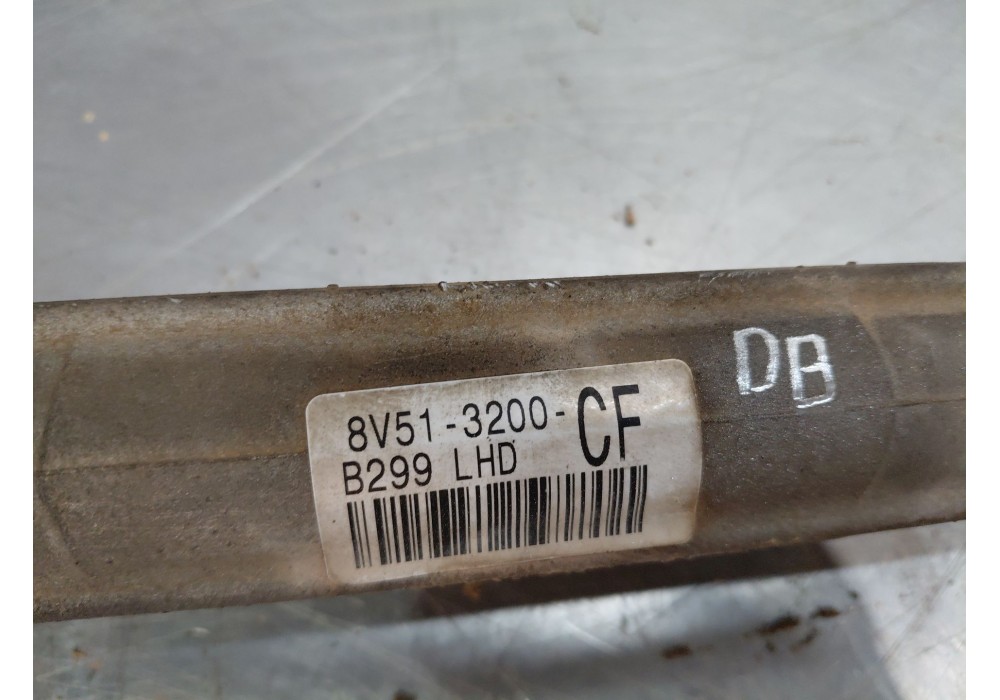 8V51-3200-CF
B299 LHD
DB